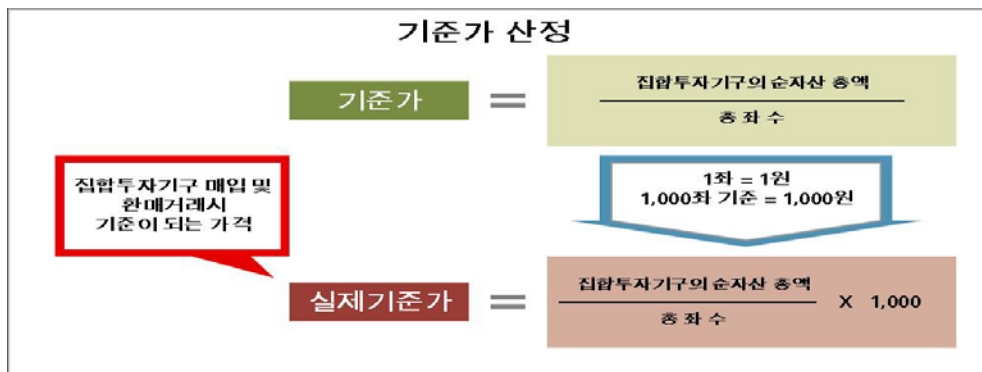 기준가 산정
기준가 =
집합투자기구의 순자산 총액
총 좌 수
집합투자기구 매입 및
환매거래시
기준이 되는 가격
1좌 = 1원
1,000좌 기준 = 1,000원
실제기준가 =
집합투자기구의 순자산 총액
총 좌 수
X 1,000